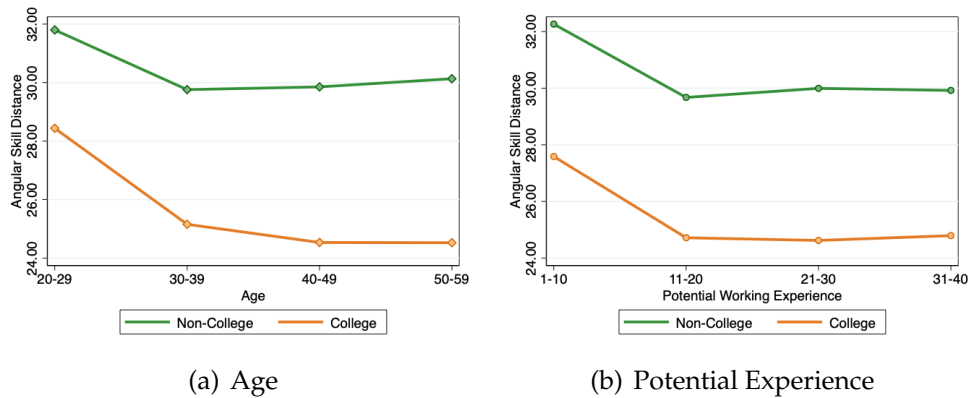 Angular Skill Distance
32.00
30.00
28.00
26.00
24.00
20-29 30-39 40-49 50-59
Age
Non-College College
(a) Age
Angular Skill Distance
32.00
30.00
28.00
26.00
24.00
1-10 11-20 21-30 31-40
Potential Working Experience
Non-College College
(b) Potential Experience